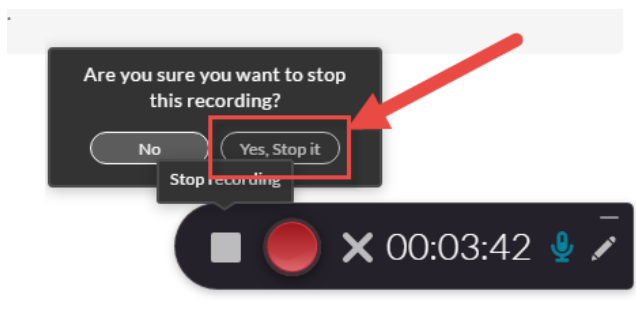 Are you sure you want to stop
this recording?
No
Yes, Stop it
Stop recording
00:03:42